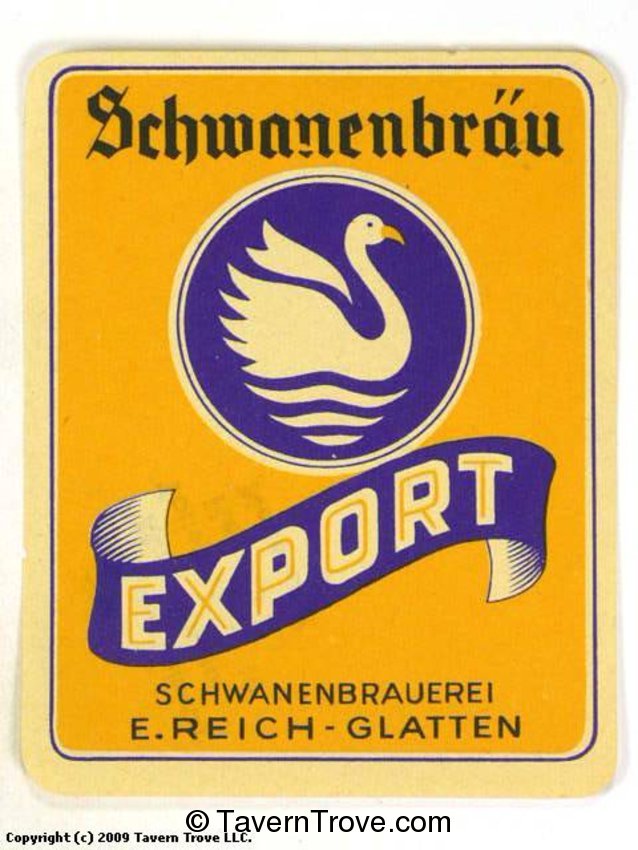 Schwanenbräu
EXPORT
SCHWANENBRAUEREI
E. REICH - GLATTEN
© TavernTrove.com
Copyright (c) 2009 Tavern Trove LLC.